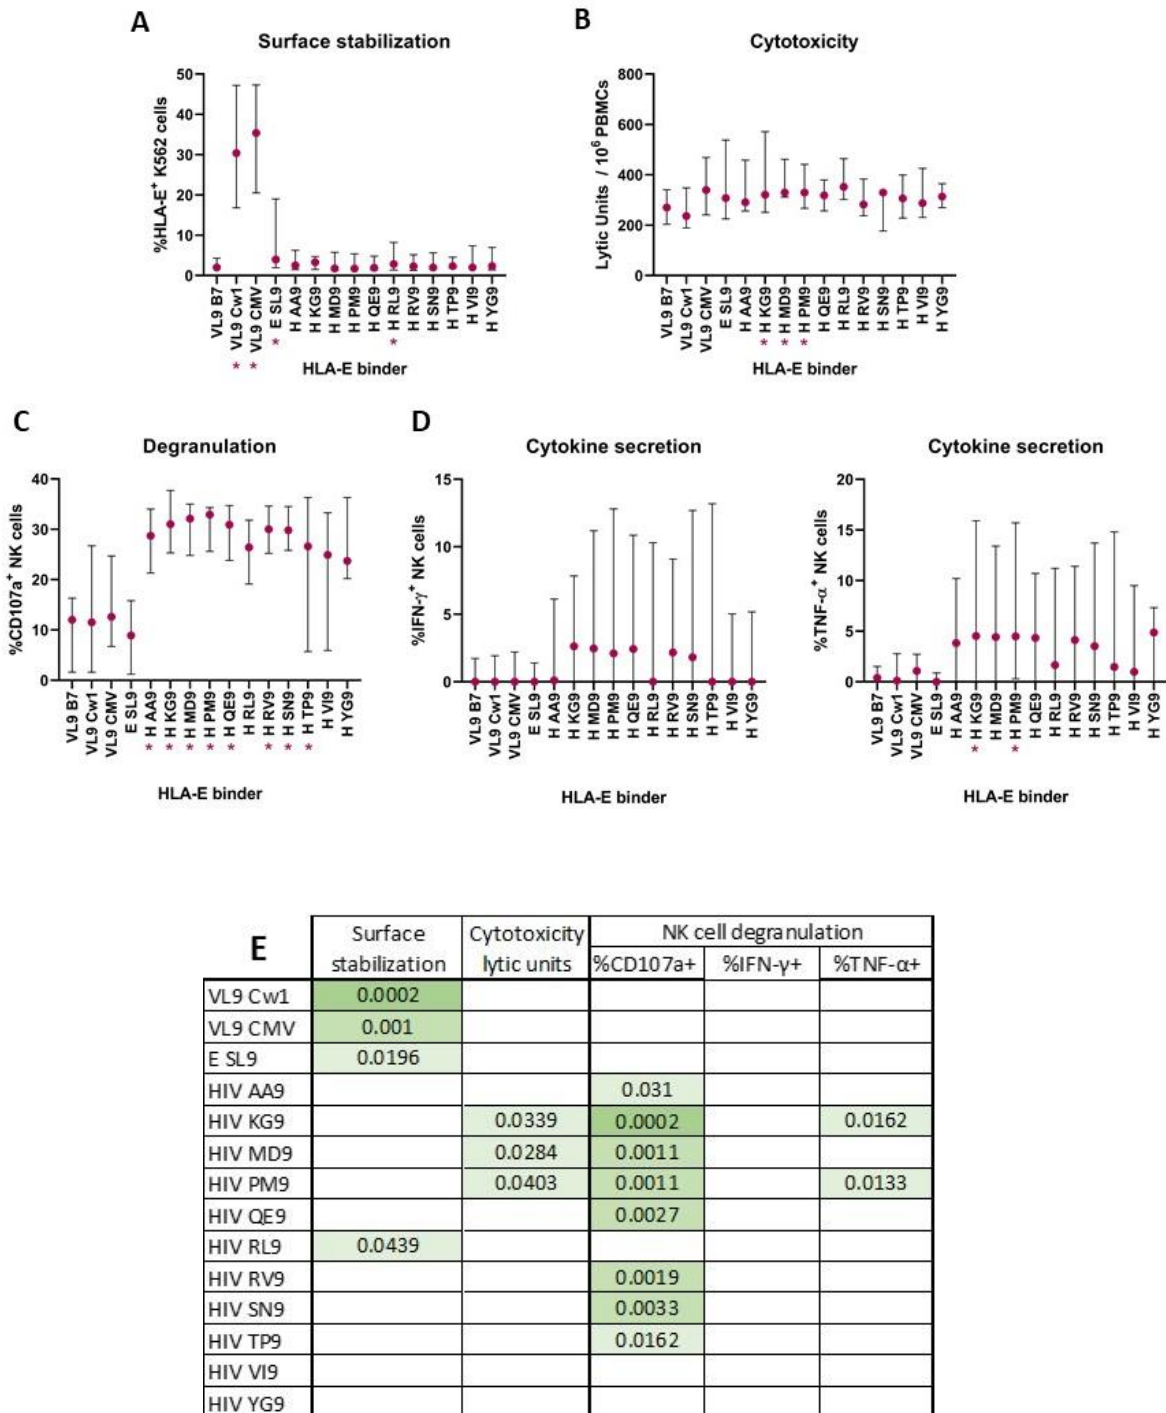 A
Surface stabilization
%HLA-E⁺ K562 cells
50
40
30
20
10
0
VL9 B7
VL9 Cw1
VL9 CMV
E SL9
H AA9
H KG9
H MD9
H PM9
H QE9
H RL9
H RV9
H SN9
H TP9
H VI9
H YG9
* * * *
HLA-E binder
B
Cytotoxicity
Lytic Units / 10⁶ PBMCs
800
600
400
200
0
VL9 B7
VL9 Cw1
VL9 CMV
E SL9
H AA9
H KG9
H MD9
H PM9
H QE9
H RL9
H RV9
H SN9
H TP9
H VI9
H YG9
* * *
HLA-E binder
C
Degranulation
%CD107a⁺ NK cells
40
30
20
10
0
VL9 B7
VL9 Cw1
VL9 CMV
E SL9
H AA9
H KG9
H MD9
H PM9
H QE9
H RL9
H RV9
H SN9
H TP9
H VI9
H YG9
* * * * * * * *
HLA-E binder
D
Cytokine secretion
%IFN-γ⁺ NK cells
15
10
5
0
VL9 B7
VL9 Cw1
VL9 CMV
E SL9
H AA9
H KG9
H MD9
H PM9
H QE9
H RL9
H RV9
H SN9
H TP9
H VI9
H YG9
HLA-E binder
Cytokine secretion
%TNF-α⁺ NK cells
20
15
10
5
0
VL9 B7
VL9 Cw1
VL9 CMV
E SL9
H AA9
H KG9
H MD9
H PM9
H QE9
H RL9
H RV9
H SN9
H TP9
H VI9
H YG9
* *
HLA-E binder
E
Surface stabilization Cytotoxicity lytic units NK cell degranulation
%CD107a+ %IFN-γ+ %TNF-α+
VL9 Cw1 0.0002
VL9 CMV 0.001
E SL9 0.0196
HIV AA9 0.031
HIV KG9 0.0339 0.0002 0.0162
HIV MD9 0.0284 0.0011
HIV PM9 0.0403 0.0011 0.0133
HIV QE9 0.0027
HIV RL9 0.0439
HIV RV9 0.0019
HIV SN9 0.0033
HIV TP9 0.0162
HIV VI9
HIV YG9